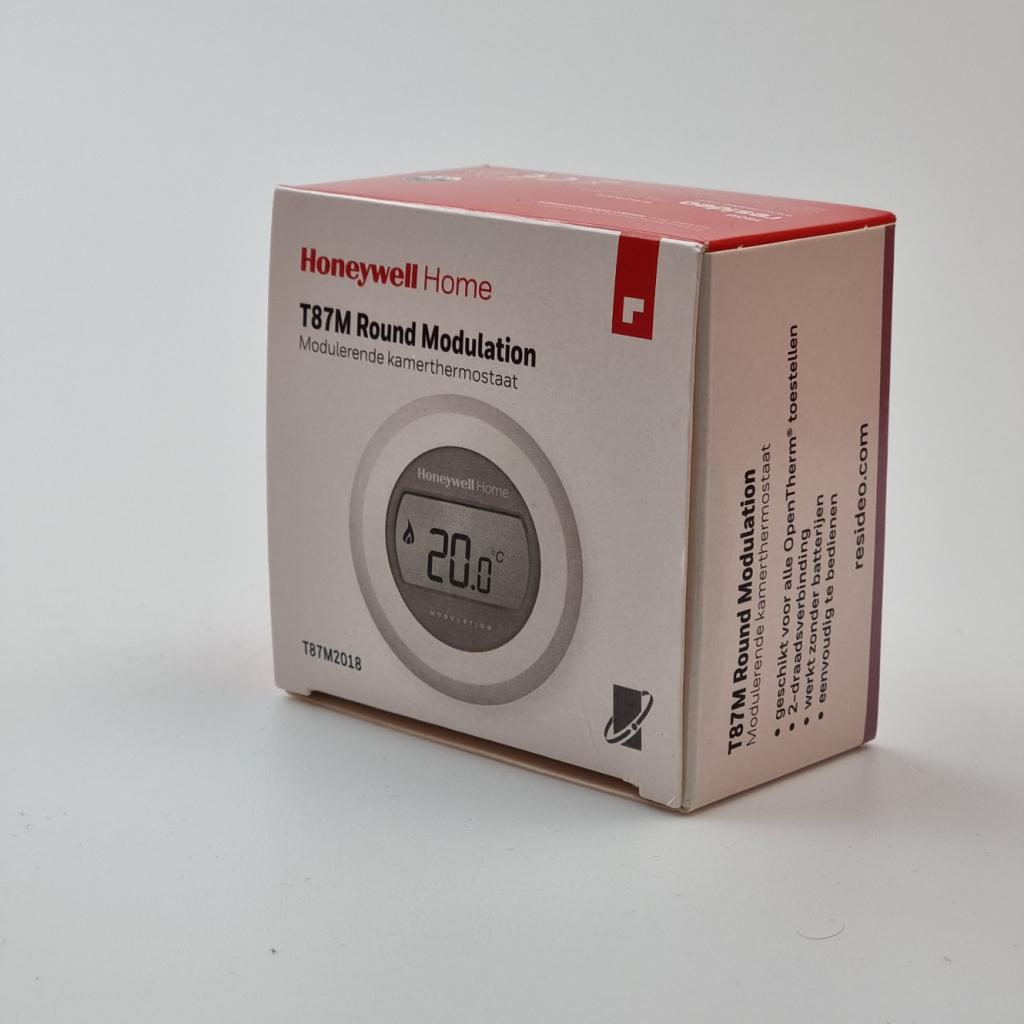 Honeywell Home
T87M Round Modulation
Modulerende kamerthermostaat
Honeywell Home
20.0 °C
MODULATION
T87M2018
T87M Round Modulation
Modulerende kamerthermostaat
• geschikt voor alle OpenTherm® toestellen
• 2-draadsverbinding
• werkt zonder batterijen
• eenvoudig te bedienen
resideo.com
resideo